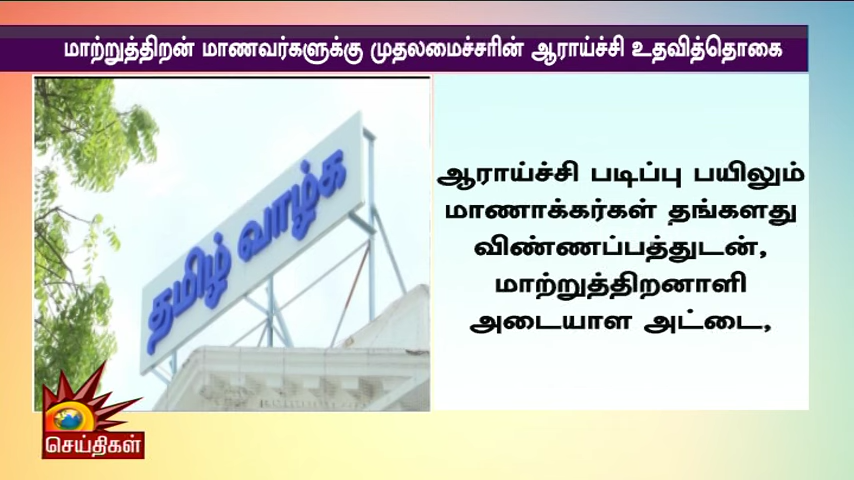 மாற்றுத்திறன் மாணவர்களுக்கு முதலமைச்சரின் ஆராய்ச்சி உதவித்தொகை
தமிழ் வாழ்க
ஆராய்ச்சி படிப்பு பயிலும்
மாணாக்கர்கள் தங்களது
விண்ணப்பத்துடன்,
மாற்றுத்திறனாளி
அடையாள அட்டை,
செய்திகள்